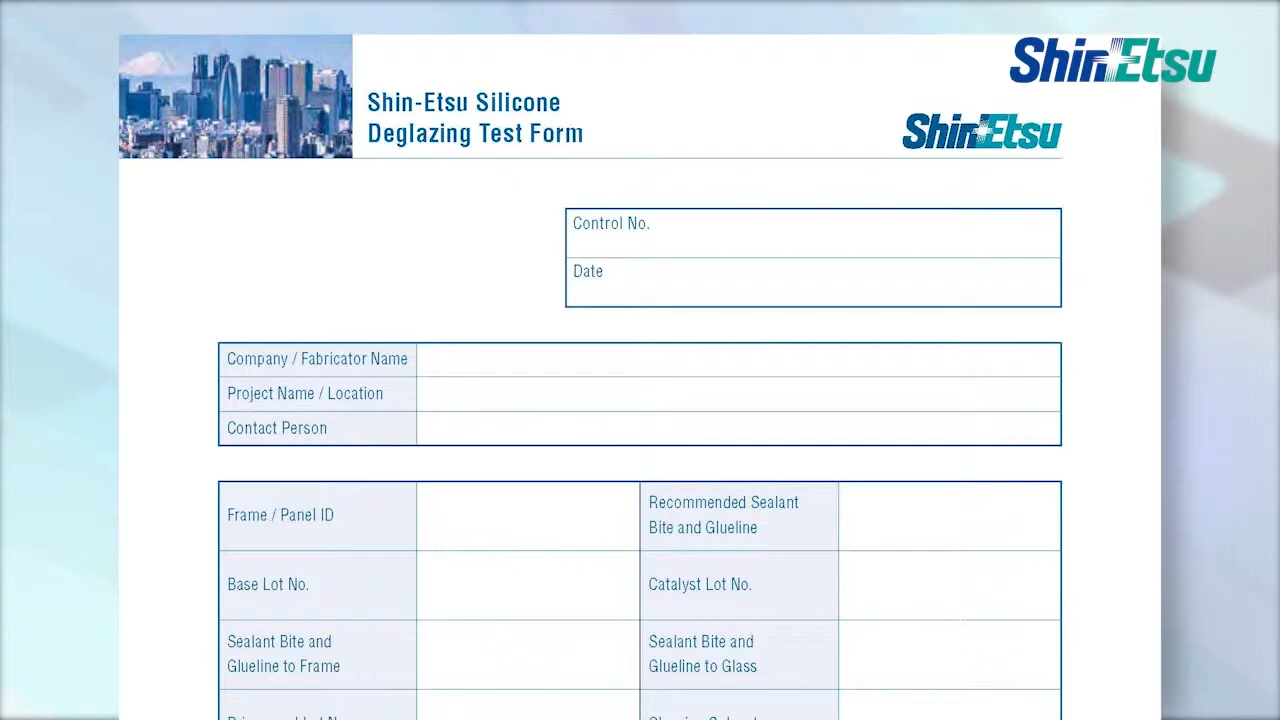 Shin-Etsu
Shin-Etsu Silicone
Deglazing Test Form
Shin-Etsu
Control No.
Date
Company / Fabricator Name
Project Name / Location
Contact Person
Frame / Panel ID
Recommended Sealant
Bite and Glueline
Base Lot No.
Catalyst Lot No.
Sealant Bite and
Glueline to Frame
Sealant Bite and
Glueline to Glass